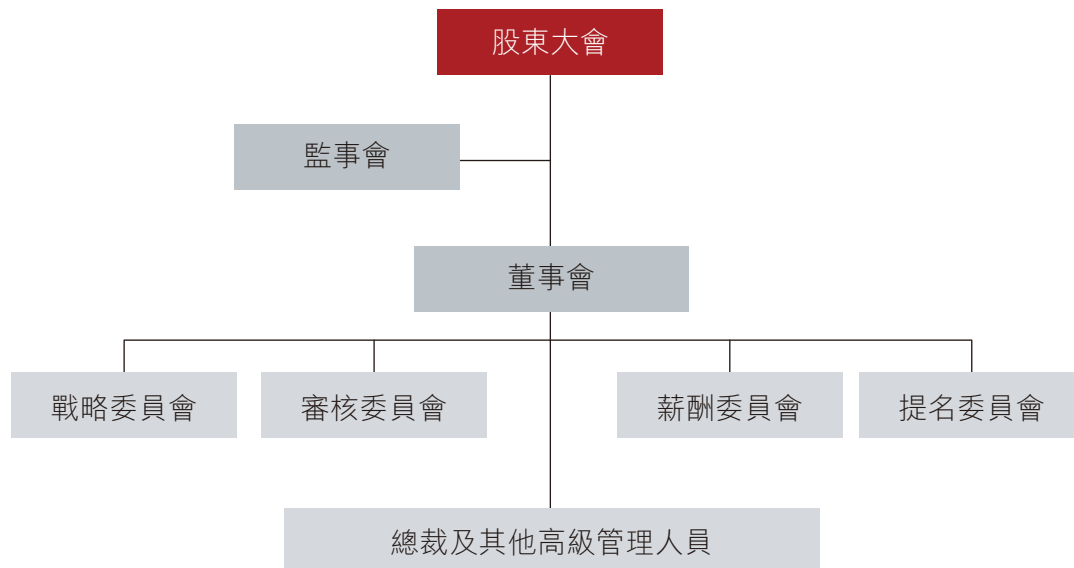 股東大會
監事會
董事會
戰略委員會
審核委員會
薪酬委員會
提名委員會
總裁及其他高級管理人員